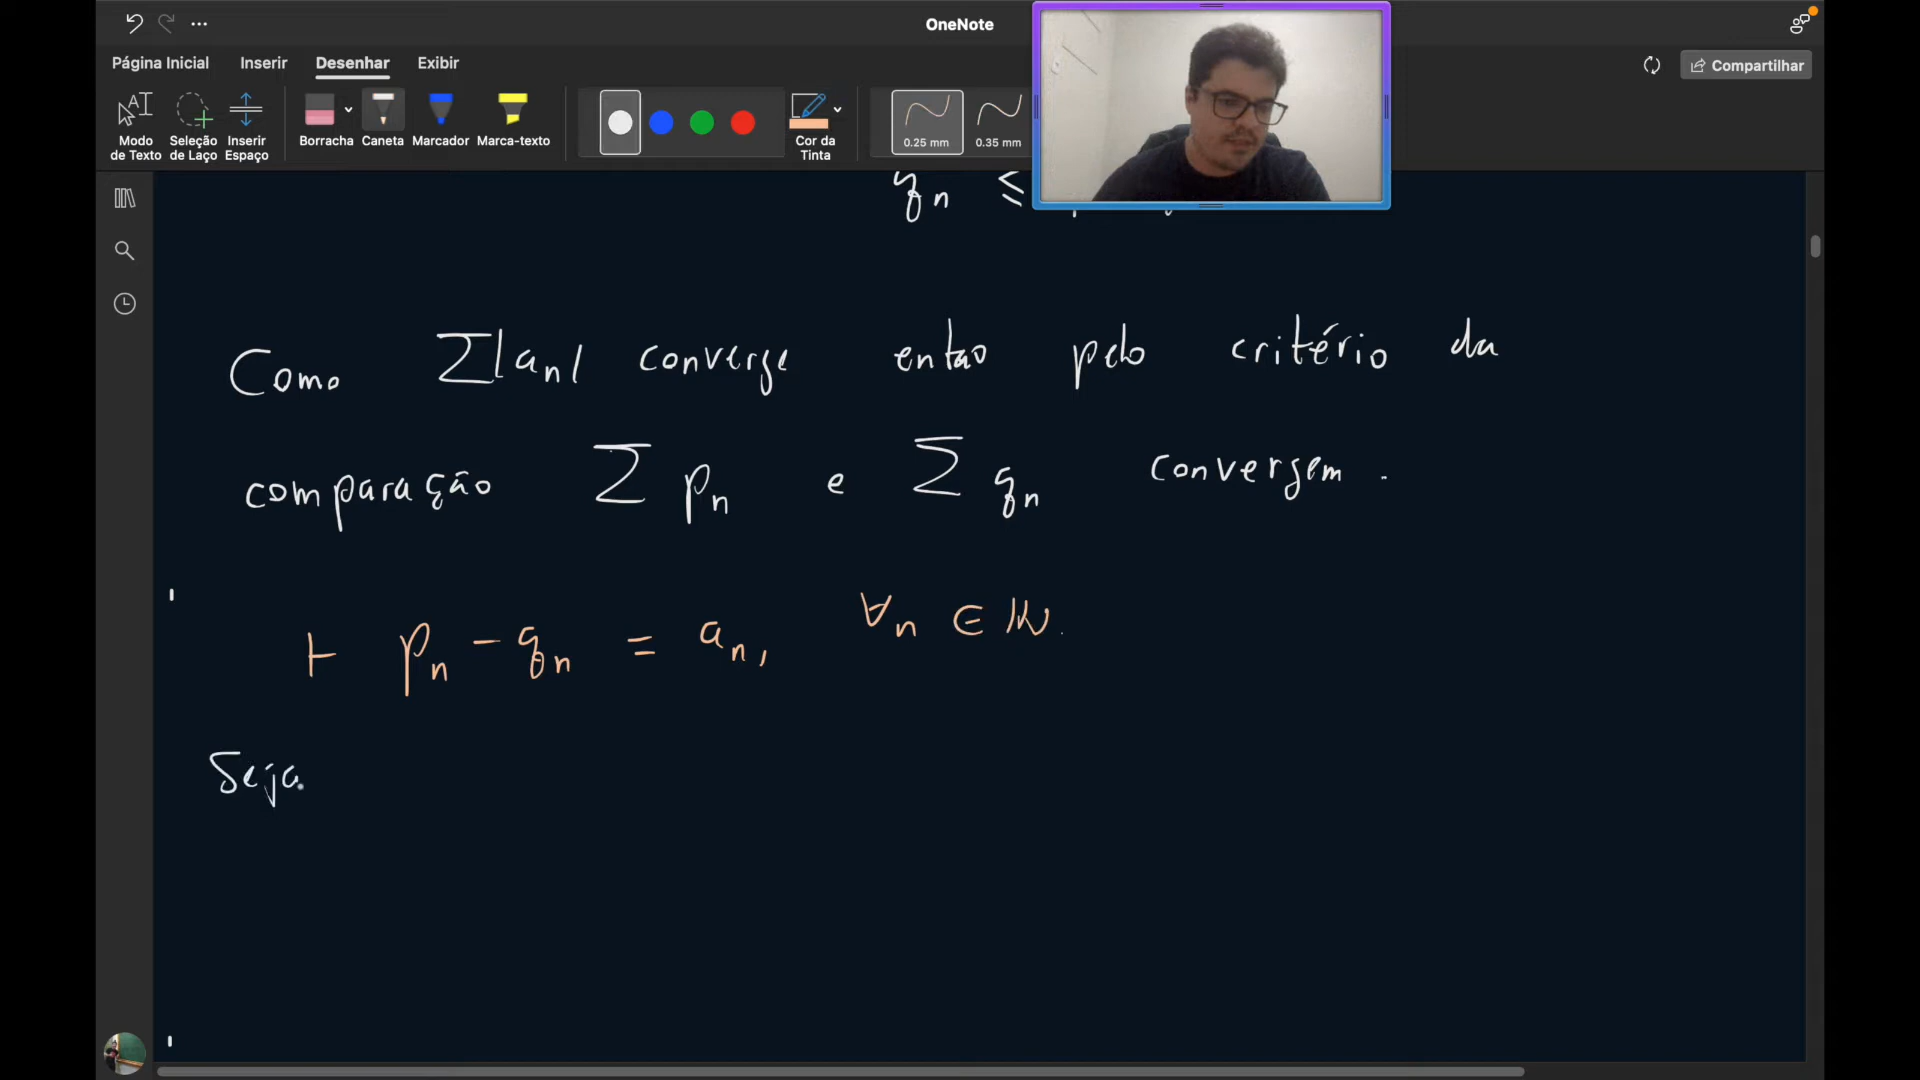 OneNote
Página Inicial Inserir Desenhar Exibir
Compartilhar
Modo de Texto Seleção de Laço Inserir Espaço Borracha Caneta Marcador Marca-texto Cor da Tinta 0.25 mm 0.35 mm
qₙ ≤
Como Σ|aₙ| converge entao pelo critério da
comparação Σ pₙ e Σ qₙ convergem.
⊢ pₙ - qₙ = aₙ, ∀n ∈ ℕ.
Seja